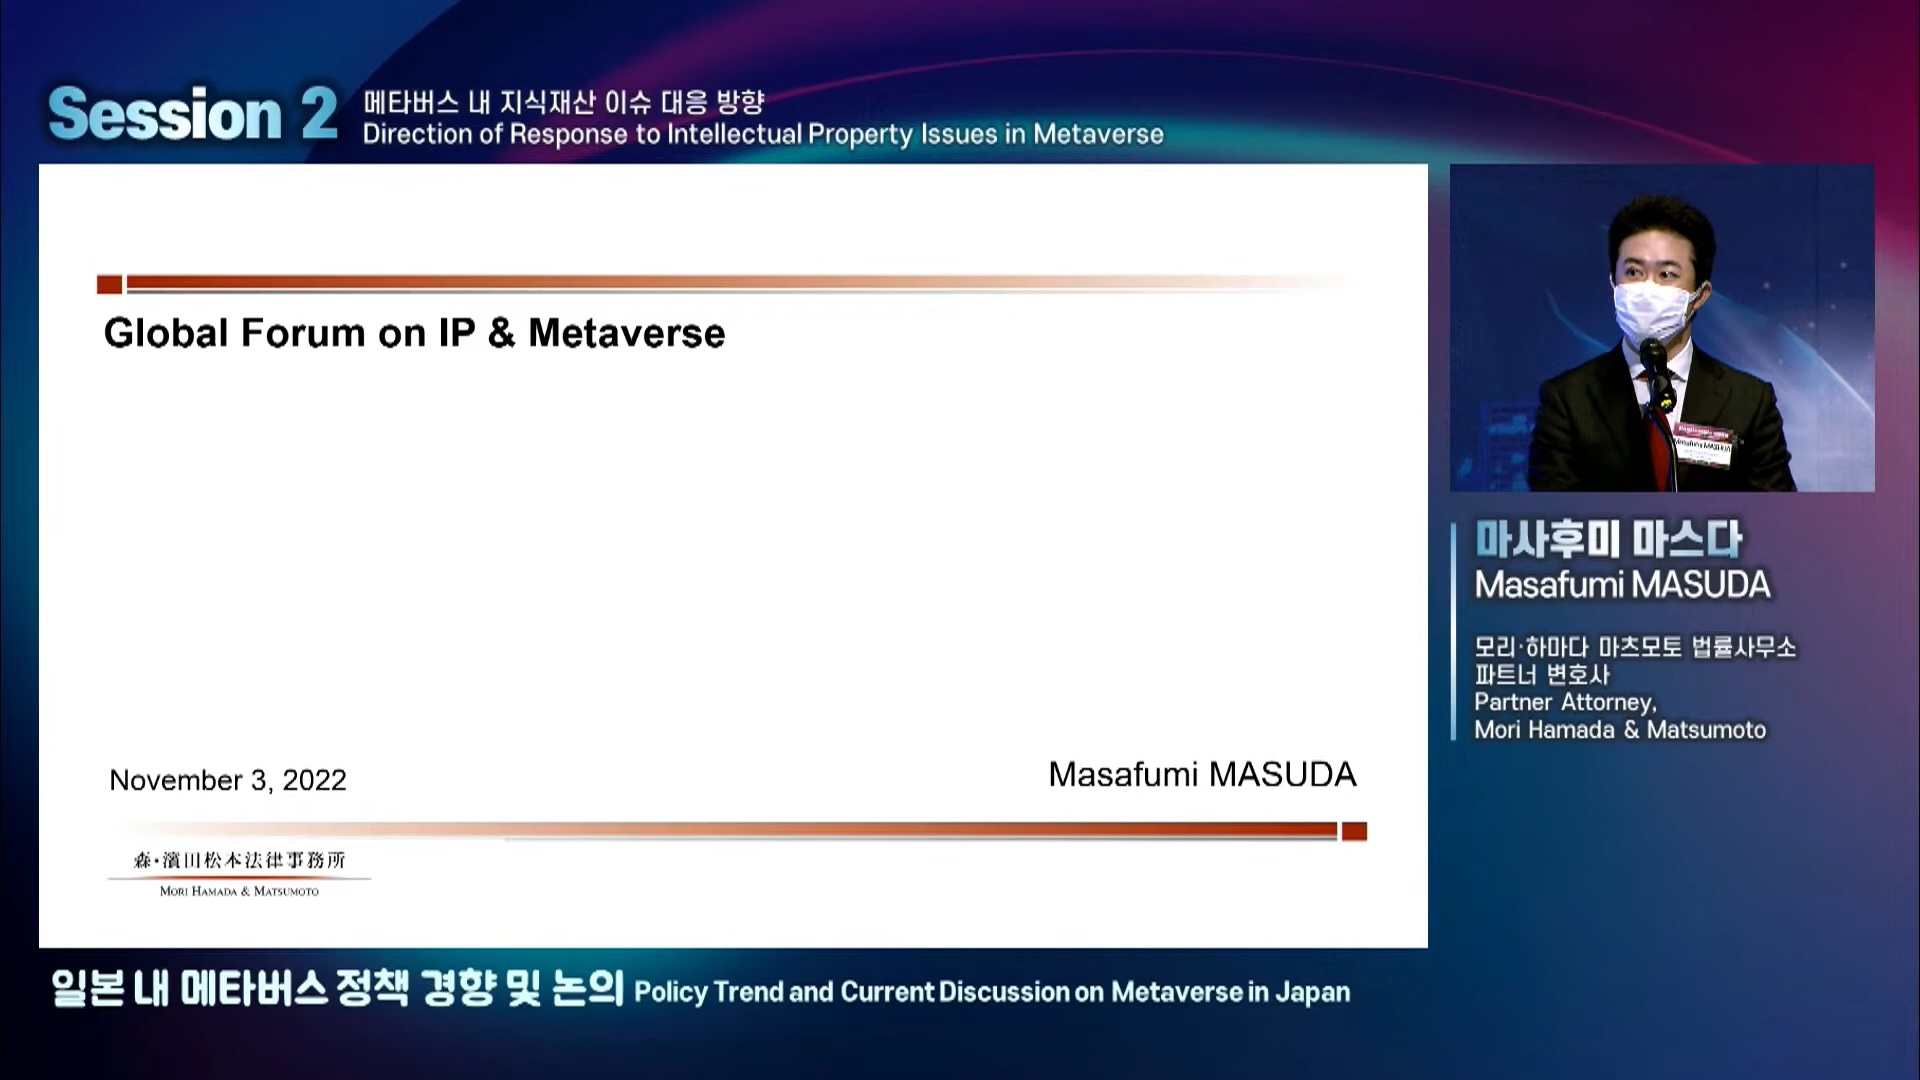 Session 2
메타버스 내 지식재산 이슈 대응 방향
Direction of Response to Intellectual Property Issues in Metaverse
Global Forum on IP & Metaverse
November 3, 2022
Masafumi MASUDA
森・濱田松本法律事務所
MORI HAMADA & MATSUMOTO
Masafumi MASUDA
마사후미 마스다
Masafumi MASUDA
모리·하마다 마츠모토 법률사무소
파트너 변호사
Partner Attorney,
Mori Hamada & Matsumoto
일본 내 메타버스 정책 경향 및 논의 Policy Trend and Current Discussion on Metaverse in Japan